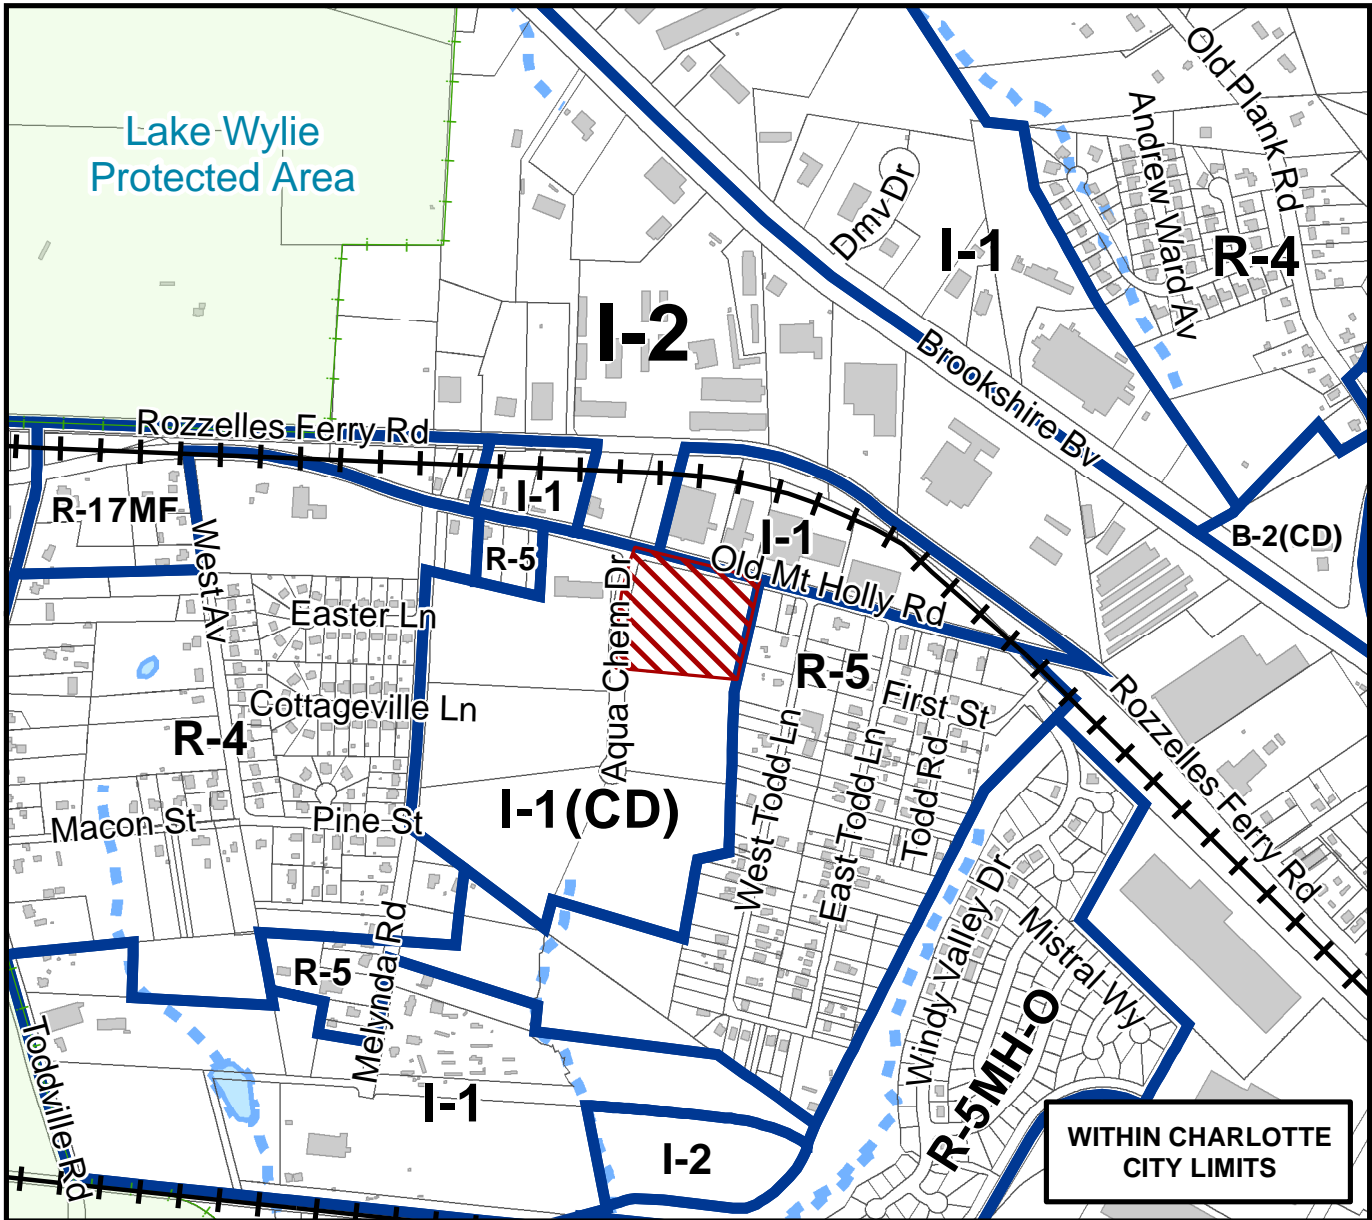 Lake Wylie
Protected Area
Old Plank Rd
Andrew Ward Av
Dmv Dr
I-1
R-4
I-2
Brookshire Bv
Rozzelles Ferry Rd
R-17MF
I-1
I-1
B-2(CD)
West Av
R-5
Old Mt Holly Rd
Easter Ln
Aqua Chem Dr
R-5
First St
Cottageville Ln
R-4
Rozzelles Ferry Rd
West Todd Ln
East Todd Ln
Todd Rd
Macon St
Pine St
I-1(CD)
Windy Valley Dr
Mistral Wy
Melynda Rd
R-5
R-5MH-O
Toddville Rd
I-1
I-2
WITHIN CHARLOTTE
CITY LIMITS